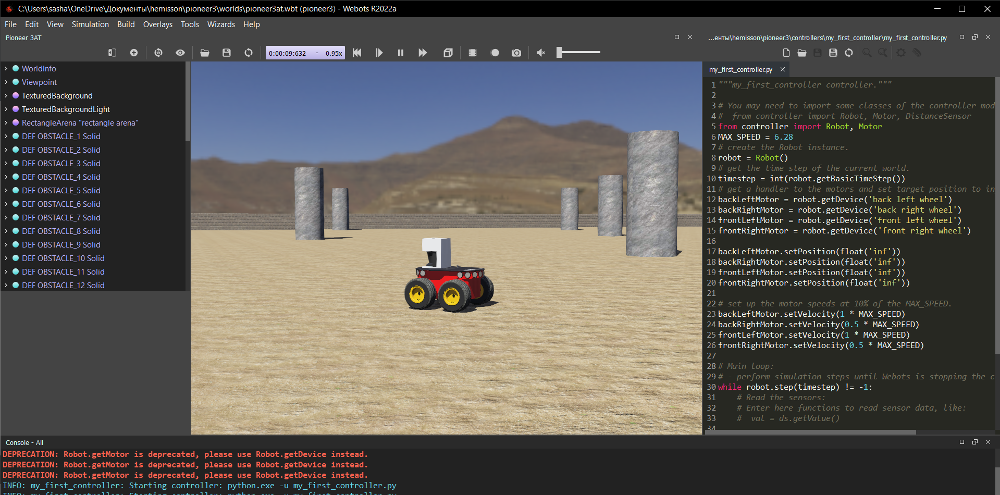 C:\Users\sasha\OneDrive\Документы\hemisson\pioneer3\worlds\pioneer3at.wbt (pioneer3) - Webots R2022a
File Edit View Simulation Build Overlays Tools Wizards Help
Pioneer 3AT
0:00:09:632 - 0.95x
WorldInfo
Viewpoint
TexturedBackground
TexturedBackgroundLight
RectangleArena "rectangle arena"
DEF OBSTACLE_1 Solid
DEF OBSTACLE_2 Solid
DEF OBSTACLE_3 Solid
DEF OBSTACLE_4 Solid
DEF OBSTACLE_5 Solid
DEF OBSTACLE_6 Solid
DEF OBSTACLE_7 Solid
DEF OBSTACLE_8 Solid
DEF OBSTACLE_9 Solid
DEF OBSTACLE_10 Solid
DEF OBSTACLE_11 Solid
DEF OBSTACLE_12 Solid
...енты\hemisson\pioneer3\controllers\my_first_controller\my_first_controller.py
my_first_controller.py
1 """my_first_controller controller."""
2
3 # You may need to import some classes of the controller mod
4 #  from controller import Robot, Motor, DistanceSensor
5 from controller import Robot, Motor
6 MAX_SPEED = 6.28
7 # create the Robot instance.
8 robot = Robot()
9 # get the time step of the current world.
10 timestep = int(robot.getBasicTimeStep())
11 # get a handler to the motors and set target position to in
12 backLeftMotor = robot.getDevice('back left wheel')
13 backRightMotor = robot.getDevice('back right wheel')
14 frontLeftMotor = robot.getDevice('front left wheel')
15 frontRightMotor = robot.getDevice('front right wheel')
16
17 backLeftMotor.setPosition(float('inf'))
18 backRightMotor.setPosition(float('inf'))
19 frontLeftMotor.setPosition(float('inf'))
20 frontRightMotor.setPosition(float('inf'))
21
22 # set up the motor speeds at 10% of the MAX_SPEED.
23 backLeftMotor.setVelocity(1 * MAX_SPEED)
24 backRightMotor.setVelocity(0.5 * MAX_SPEED)
25 frontLeftMotor.setVelocity(1 * MAX_SPEED)
26 frontRightMotor.setVelocity(0.5 * MAX_SPEED)
27
28 # Main loop:
29 # - perform simulation steps until Webots is stopping the c
30 while robot.step(timestep) != -1:
31     # Read the sensors:
32     # Enter here functions to read sensor data, like:
33     #  val = ds.getValue()
34
Console - All
DEPRECATION: Robot.getMotor is deprecated, please use Robot.getDevice instead.
DEPRECATION: Robot.getMotor is deprecated, please use Robot.getDevice instead.
DEPRECATION: Robot.getMotor is deprecated, please use Robot.getDevice instead.
INFO: my_first_controller: Starting controller: python.exe -u my_first_controller.py
INFO: my_first_controller: Starting controller: python.exe -u my_first_controller.py